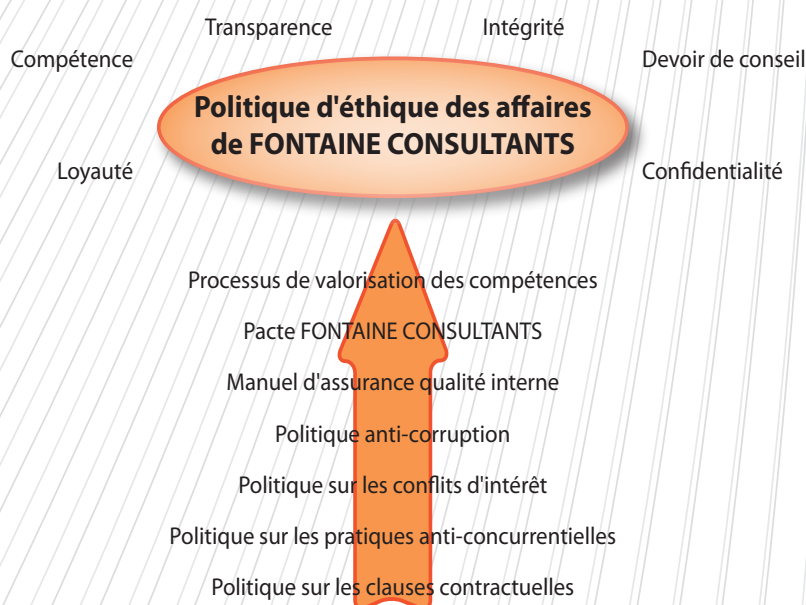 Transparence
Intégrité
Compétence
Devoir de conseil
Politique d'éthique des affaires
de FONTAINE CONSULTANTS
Loyauté
Confidentialité
Processus de valorisation des compétences
Pacte FONTAINE CONSULTANTS
Manuel d'assurance qualité interne
Politique anti-corruption
Politique sur les conflits d'intérêt
Politique sur les pratiques anti-concurrentielles
Politique sur les clauses contractuelles